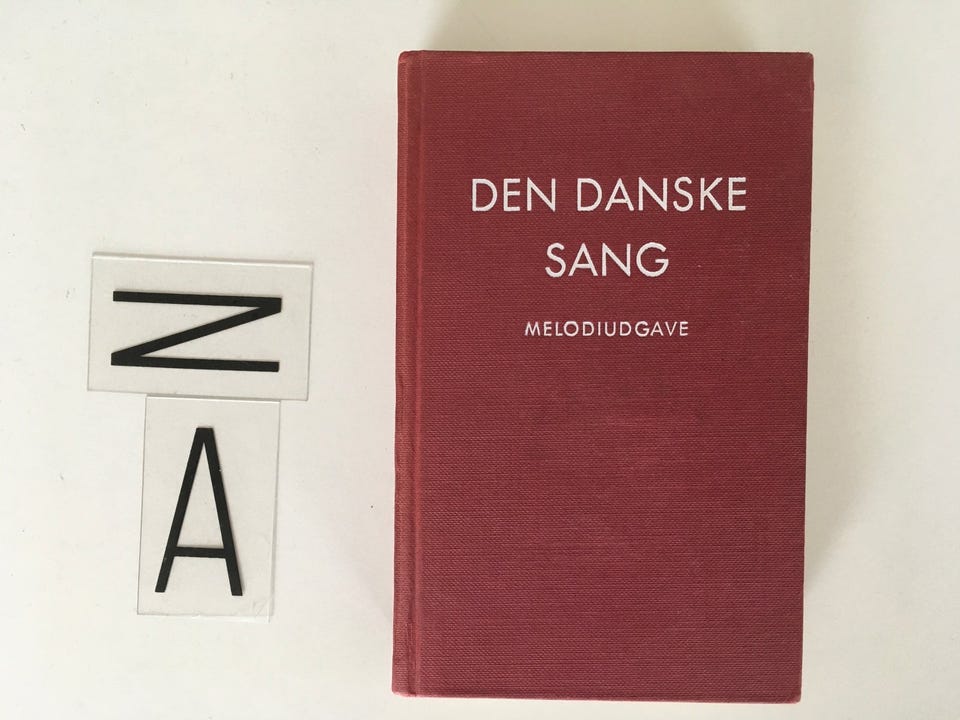 Z
A
DEN DANSKE
SANG
MELODIUDGAVE